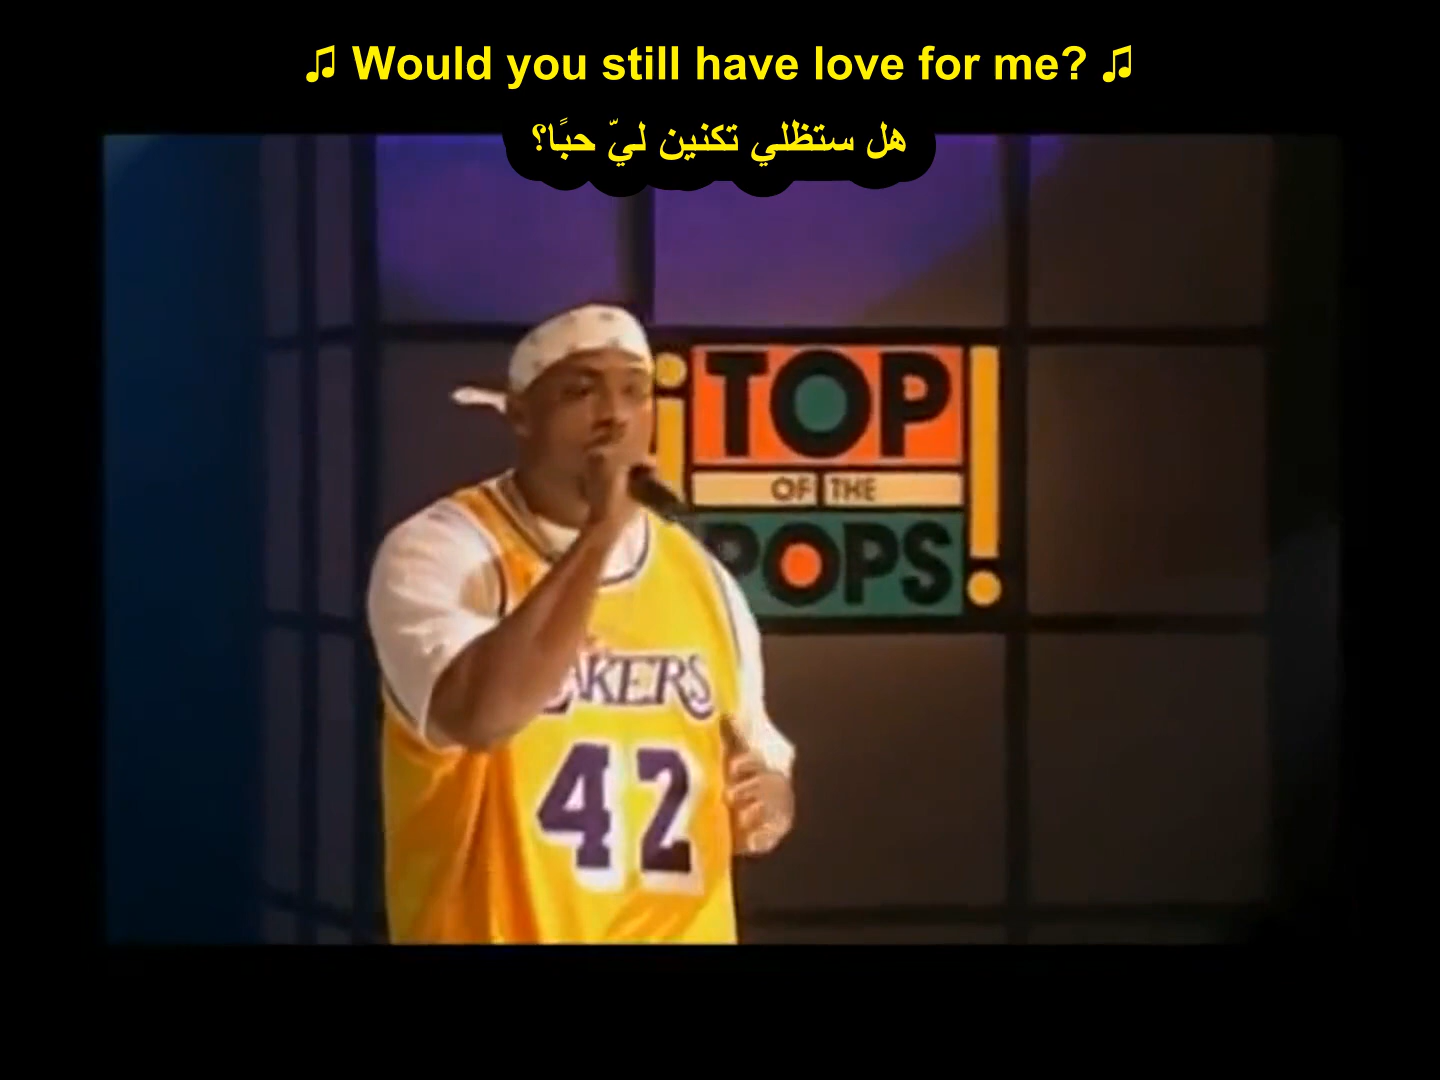 ♫ Would you still have love for me? ♫
هل ستظلي تكنين ليّ حبًا؟
¡TOP
OF THE
POPS!
LAKERS
42